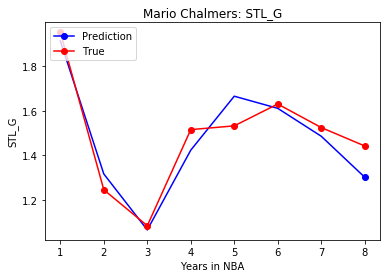 Mario Chalmers: STL_G
Prediction
True
1.8
1.6
1.4
1.2
STL_G
1 2 3 4 5 6 7 8
Years in NBA